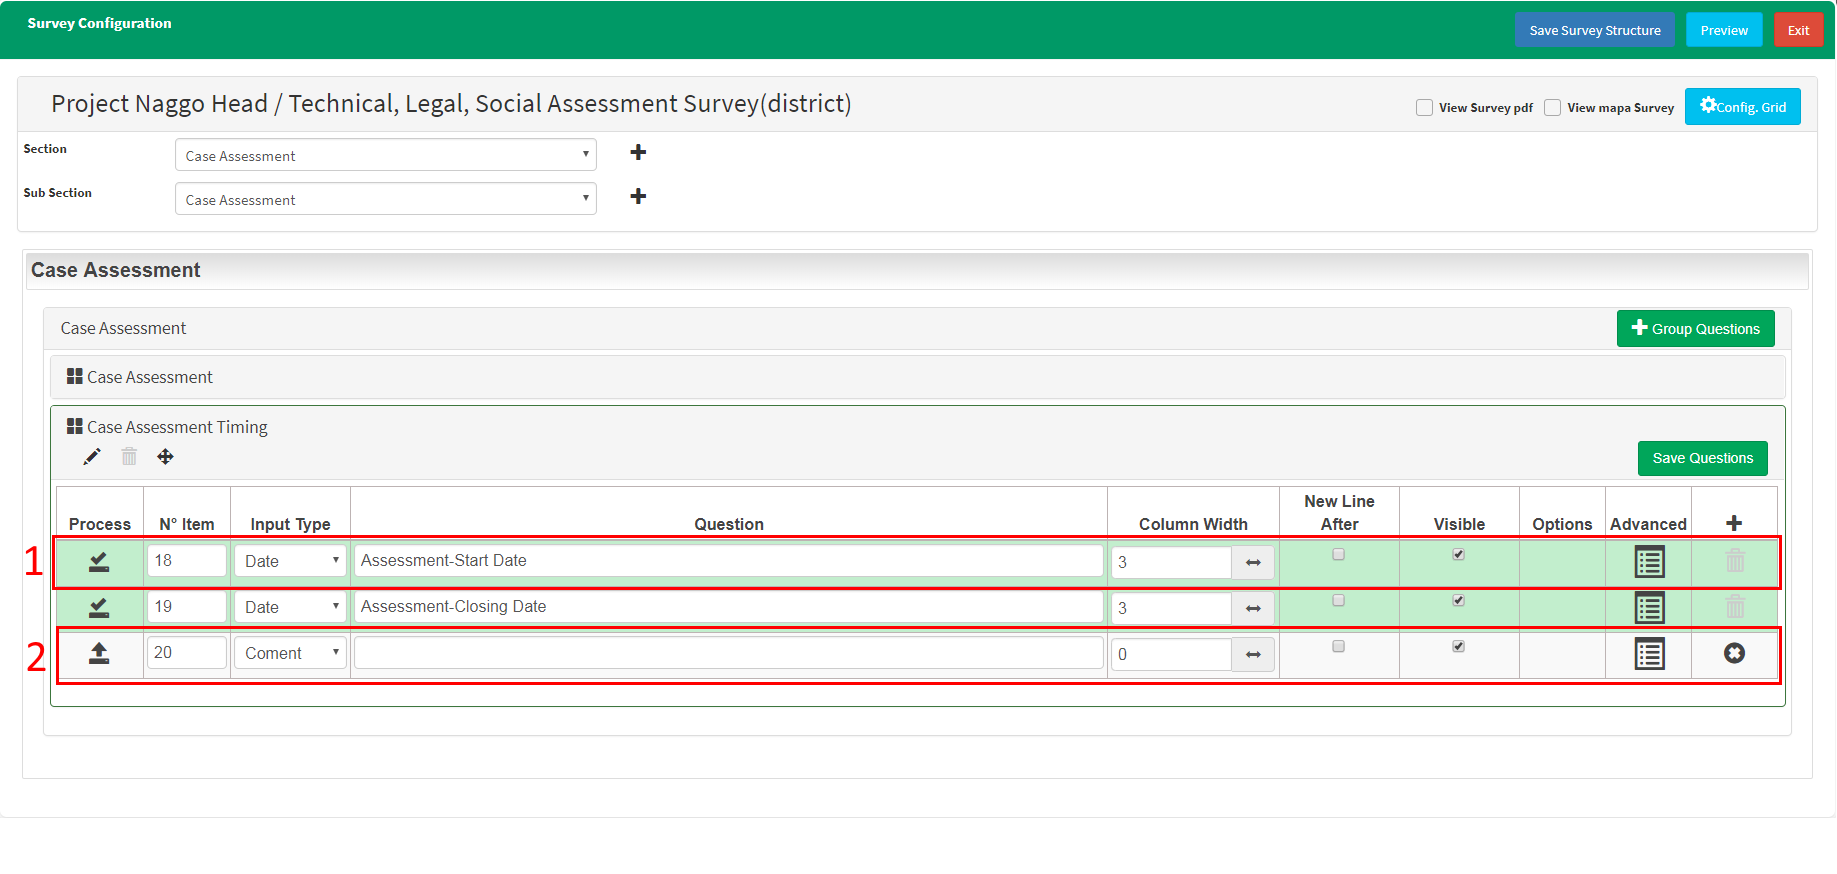 Survey Configuration
Save Survey Structure
Preview
Exit
Project Naggo Head / Technical, Legal, Social Assessment Survey(district)
View Survey pdf
View mapa Survey
Config. Grid
Section
Case Assessment
Sub Section
Case Assessment
Case Assessment
Case Assessment
Group Questions
Case Assessment
Case Assessment Timing
Save Questions
Process
N° Item
Input Type
Question
Column Width
New Line
After
Visible
Options
Advanced
1
18
Date
Assessment-Start Date
3
19
Date
Assessment-Closing Date
3
2
20
Coment
0